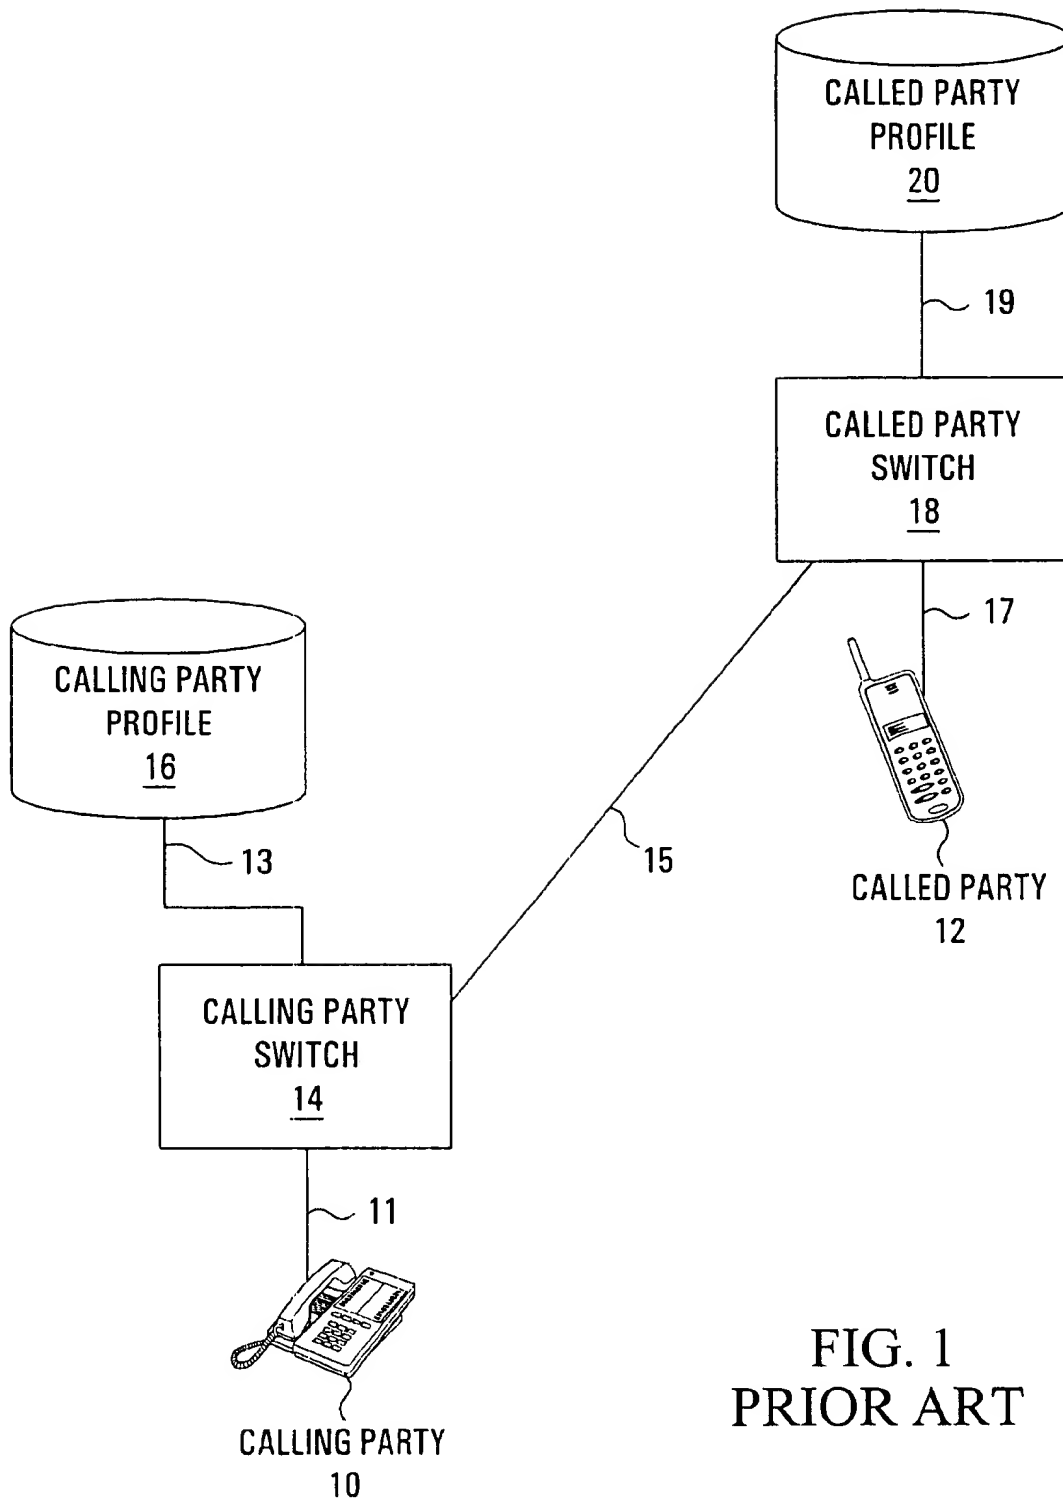 CALLED PARTY
PROFILE
20
19
CALLED PARTY
SWITCH
18
17
CALLING PARTY
PROFILE
16
13
15
CALLED PARTY
12
CALLING PARTY
SWITCH
14
11
CALLING PARTY
10
FIG. 1
PRIOR ART